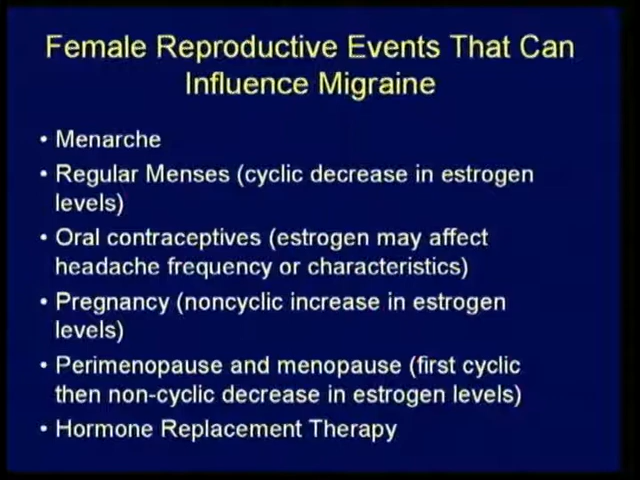 Female Reproductive Events That Can
Influence Migraine
• Menarche
• Regular Menses (cyclic decrease in estrogen
levels)
• Oral contraceptives (estrogen may affect
headache frequency or characteristics)
• Pregnancy (noncyclic increase in estrogen
levels)
• Perimenopause and menopause (first cyclic
then non-cyclic decrease in estrogen levels)
• Hormone Replacement Therapy